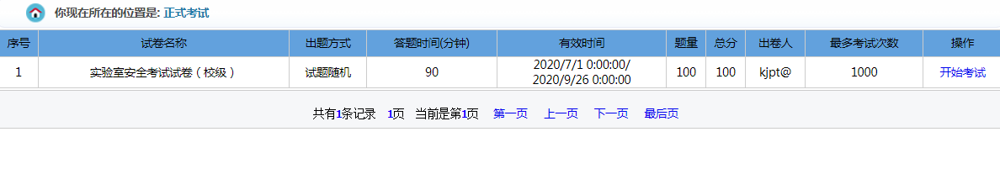 你现在所在的位置是: 正式考试
序号 试卷名称 出题方式 答题时间(分钟) 有效时间 题量 总分 出卷人 最多考试次数 操作
1 实验室安全考试试卷（校级） 试题随机 90 2020/7/1 0:00:00/ 100 100 kjpt@ 1000 开始考试
2020/9/26 0:00:00
共有1条记录 1页 当前是第1页 第一页 上一页 下一页 最后页